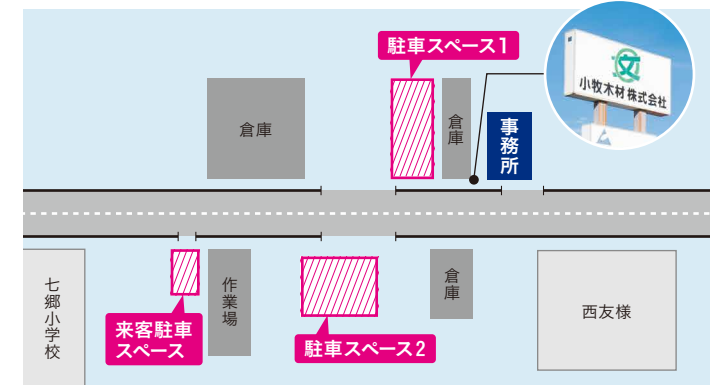 駐車スペース1
文
小牧木材株式会社
倉庫
倉庫
事務所
七郷小学校
作業場
倉庫
西友様
来客駐車
スペース
駐車スペース2